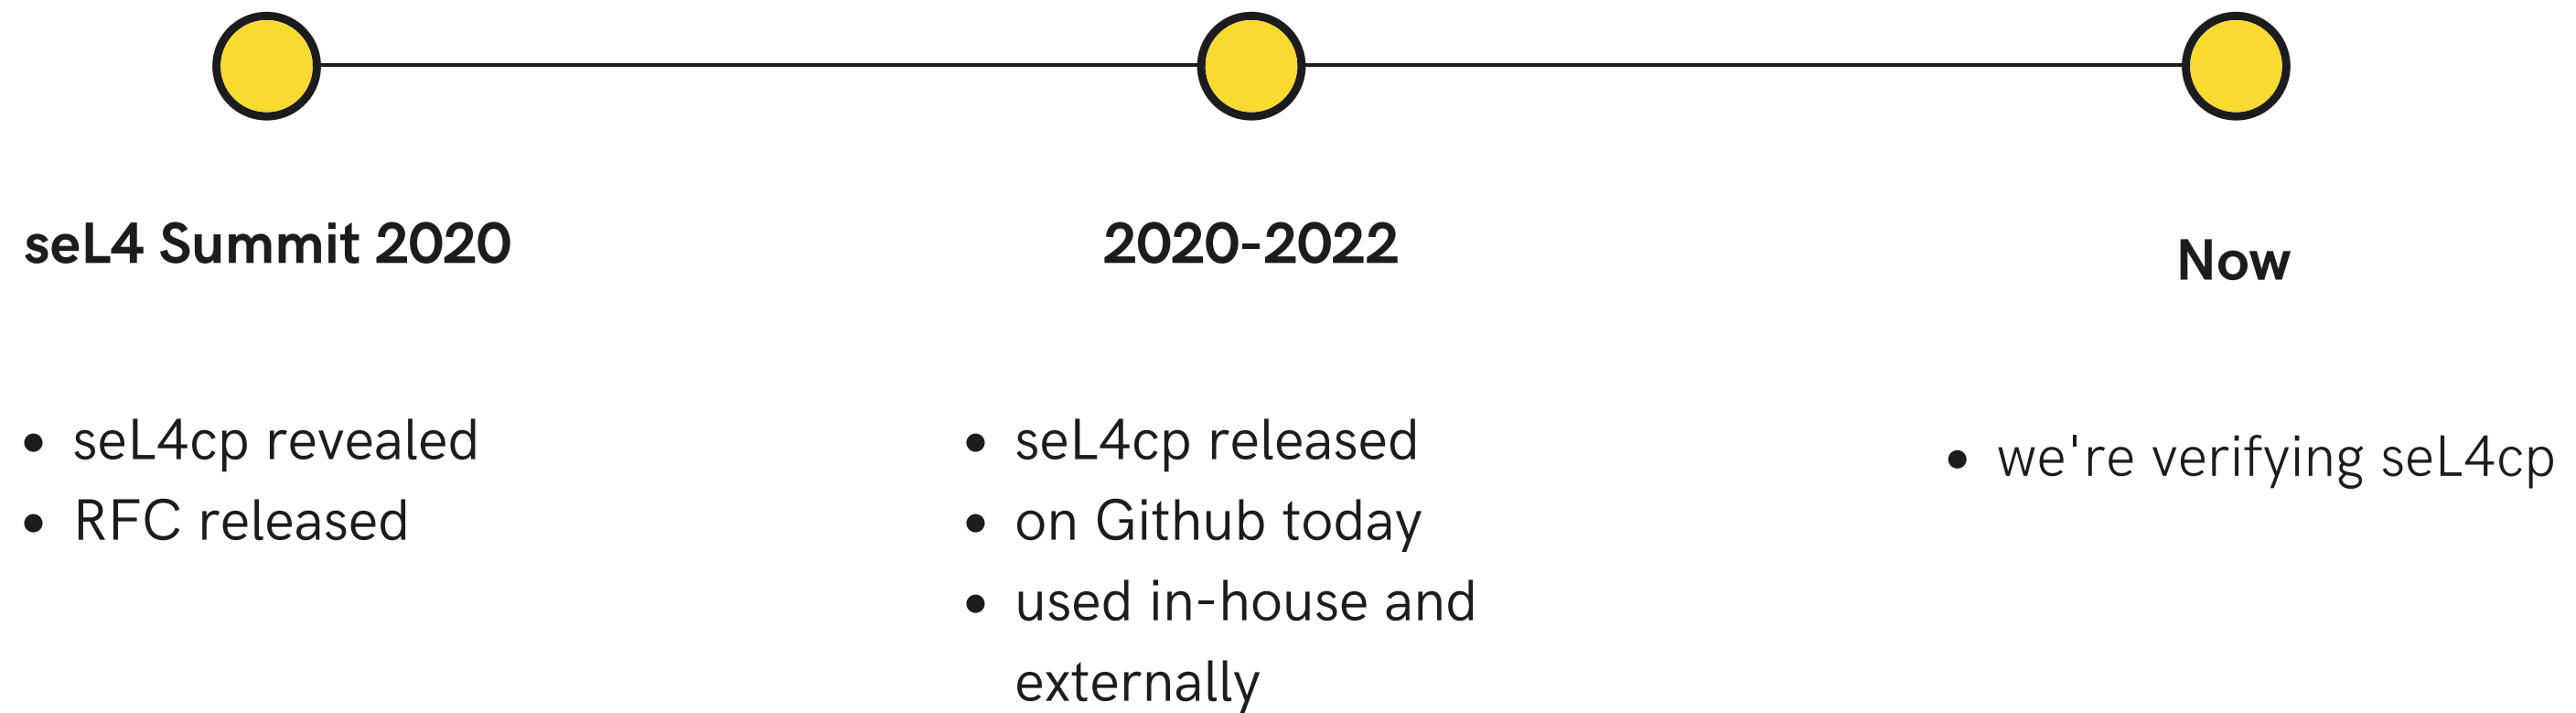 seL4 Summit 2020
• seL4cp revealed
• RFC released
2020-2022
• seL4cp released
• on Github today
• used in-house and
externally
Now
• we're verifying seL4cp